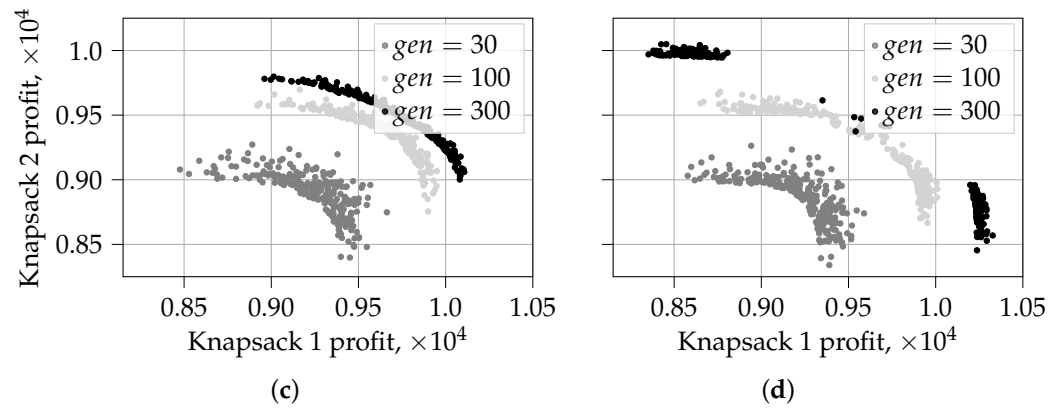 Knapsack 2 profit, ×10⁴
1.0
0.95
0.90
0.85
gen = 30
gen = 100
gen = 300
0.85 0.90 0.95 1.0 1.05
Knapsack 1 profit, ×10⁴
(c)
gen = 30
gen = 100
gen = 300
0.85 0.90 0.95 1.0 1.05
Knapsack 1 profit, ×10⁴
(d)